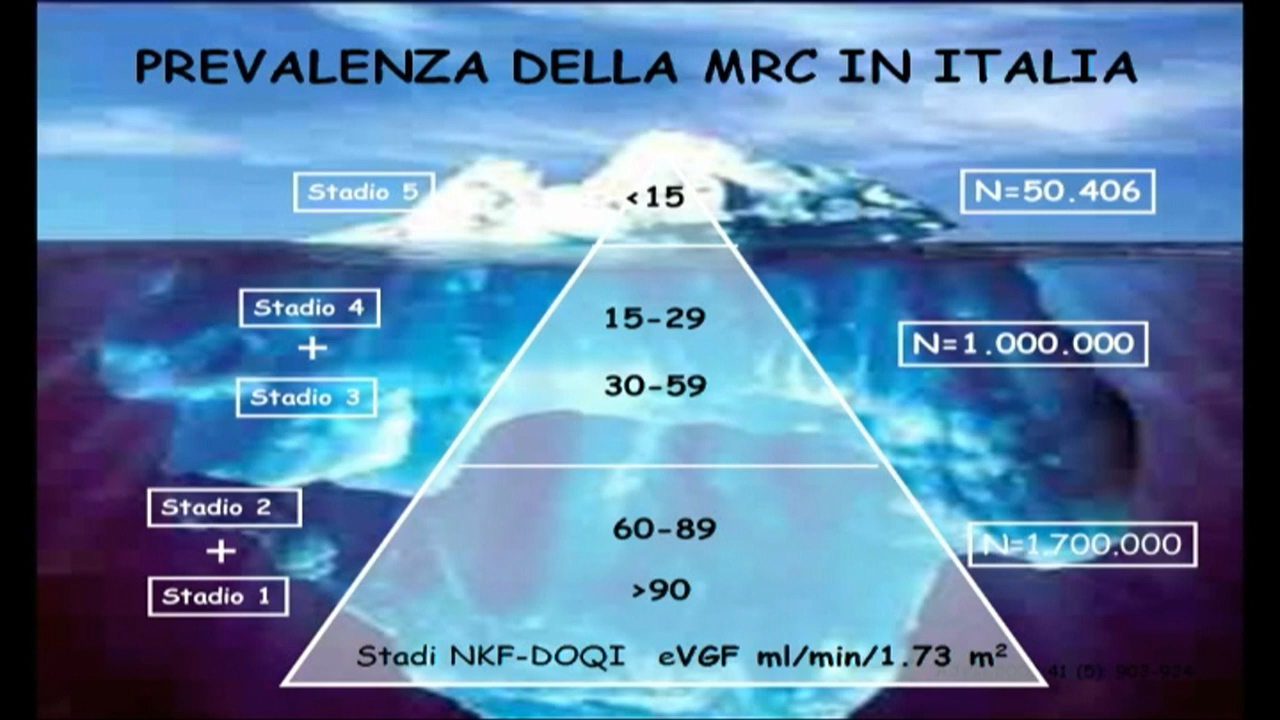 PREVALENZA DELLA MRC IN ITALIA
Stadio 5
<15
N=50.406
Stadio 4
+
Stadio 3
15-29
30-59
N=1.000.000
Stadio 2
+
Stadio 1
60-89
>90
N=1.700.000
Stadi NKF-DOQI eVGF ml/min/1.73 m²